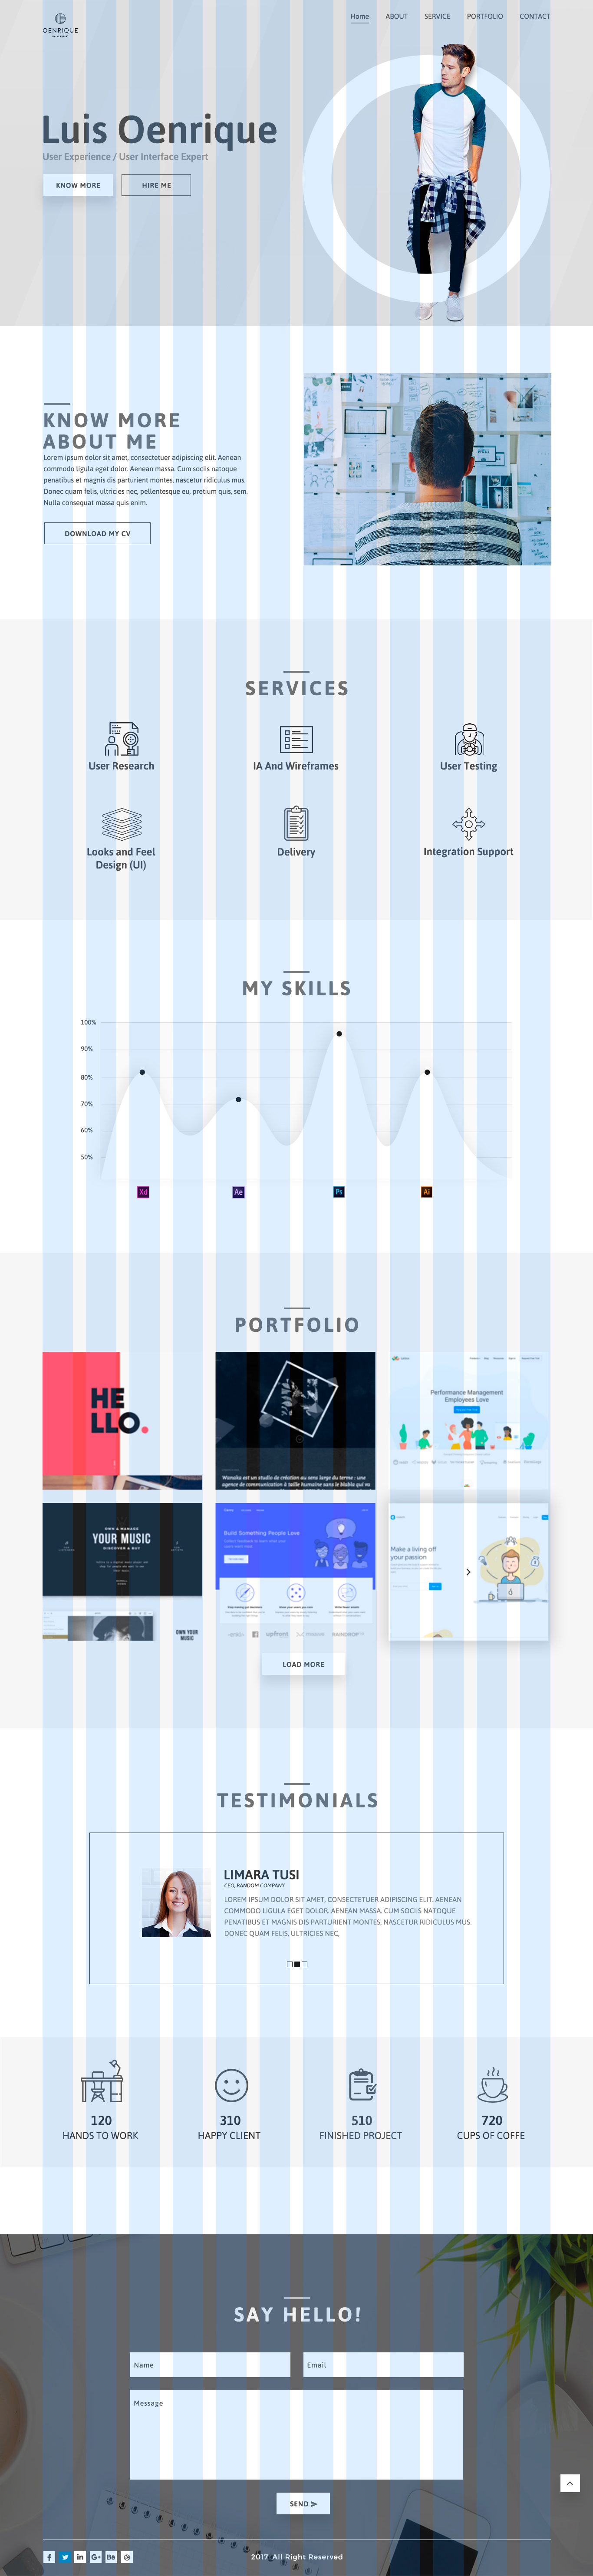 Home ABOUT SERVICE PORTFOLIO CONTACT
OENRIQUE
Luis Oenrique
User Experience / User Interface Expert
KNOW MORE HIRE ME
KNOW MORE
ABOUT ME
Lorem ipsum dolor sit amet, consectetuer adipiscing elit. Aenean
commodo ligula eget dolor. Aenean massa. Cum sociis natoque
penatibus et magnis dis parturient montes, nascetur ridiculus mus.
Donec quam felis, ultricies nec, pellentesque eu, pretium quis, sem.
Nulla consequat massa quis enim.
DOWNLOAD MY CV
SERVICES
User Research IA And Wireframes User Testing
Looks and Feel
Design (UI)
Delivery
Integration Support
MY SKILLS
100%
90%
80%
70%
60%
50%
Xd Ae Ps Ai
PORTFOLIO
HE
LLO.
Wanaka est un studio de création au sens large du terme : une
agence de communication à taille humaine sans le blabla qui va
Performance Management
Employees Love
OWN & MANAGE
YOUR MUSIC
DISCOVER & BUY
OWN YOUR
MUSIC
Build Something People Love
upfront
Make a living off
your passion
LOAD MORE
TESTIMONIALS
LIMARA TUSI
CEO, RANDOM COMPANY
LOREM IPSUM DOLOR SIT AMET, CONSECTETUER ADIPISCING ELIT. AENEAN
COMMODO LIGULA EGET DOLOR. AENEAN MASSA. CUM SOCIIS NATOQUE
PENATIBUS ET MAGNIS DIS PARTURIENT MONTES, NASCETUR RIDICULUS MUS.
DONEC QUAM FELIS, ULTRICIES NEC,
120 310 510 720
HANDS TO WORK HAPPY CLIENT FINISHED PROJECT CUPS OF COFFE
SAY HELLO!
Name Email
Message
SEND
f in G+ Bē
2017. All Right Reserved